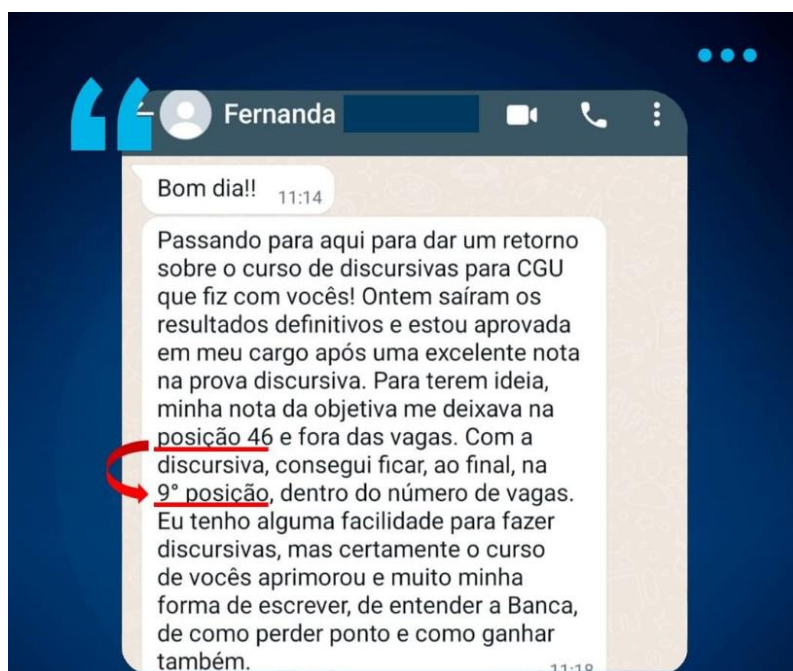 Fernanda
Bom dia!! 11:14
Passando para aqui para dar um retorno
sobre o curso de discursivas para CGU
que fiz com vocês! Ontem saíram os
resultados definitivos e estou aprovada
em meu cargo após uma excelente nota
na prova discursiva. Para terem ideia,
minha nota da objetiva me deixava na
posição 46 e fora das vagas. Com a
discursiva, consegui ficar, ao final, na
9° posição, dentro do número de vagas.
Eu tenho alguma facilidade para fazer
discursivas, mas certamente o curso
de vocês aprimorou e muito minha
forma de escrever, de entender a Banca,
de como perder ponto e como ganhar
também. 11:18